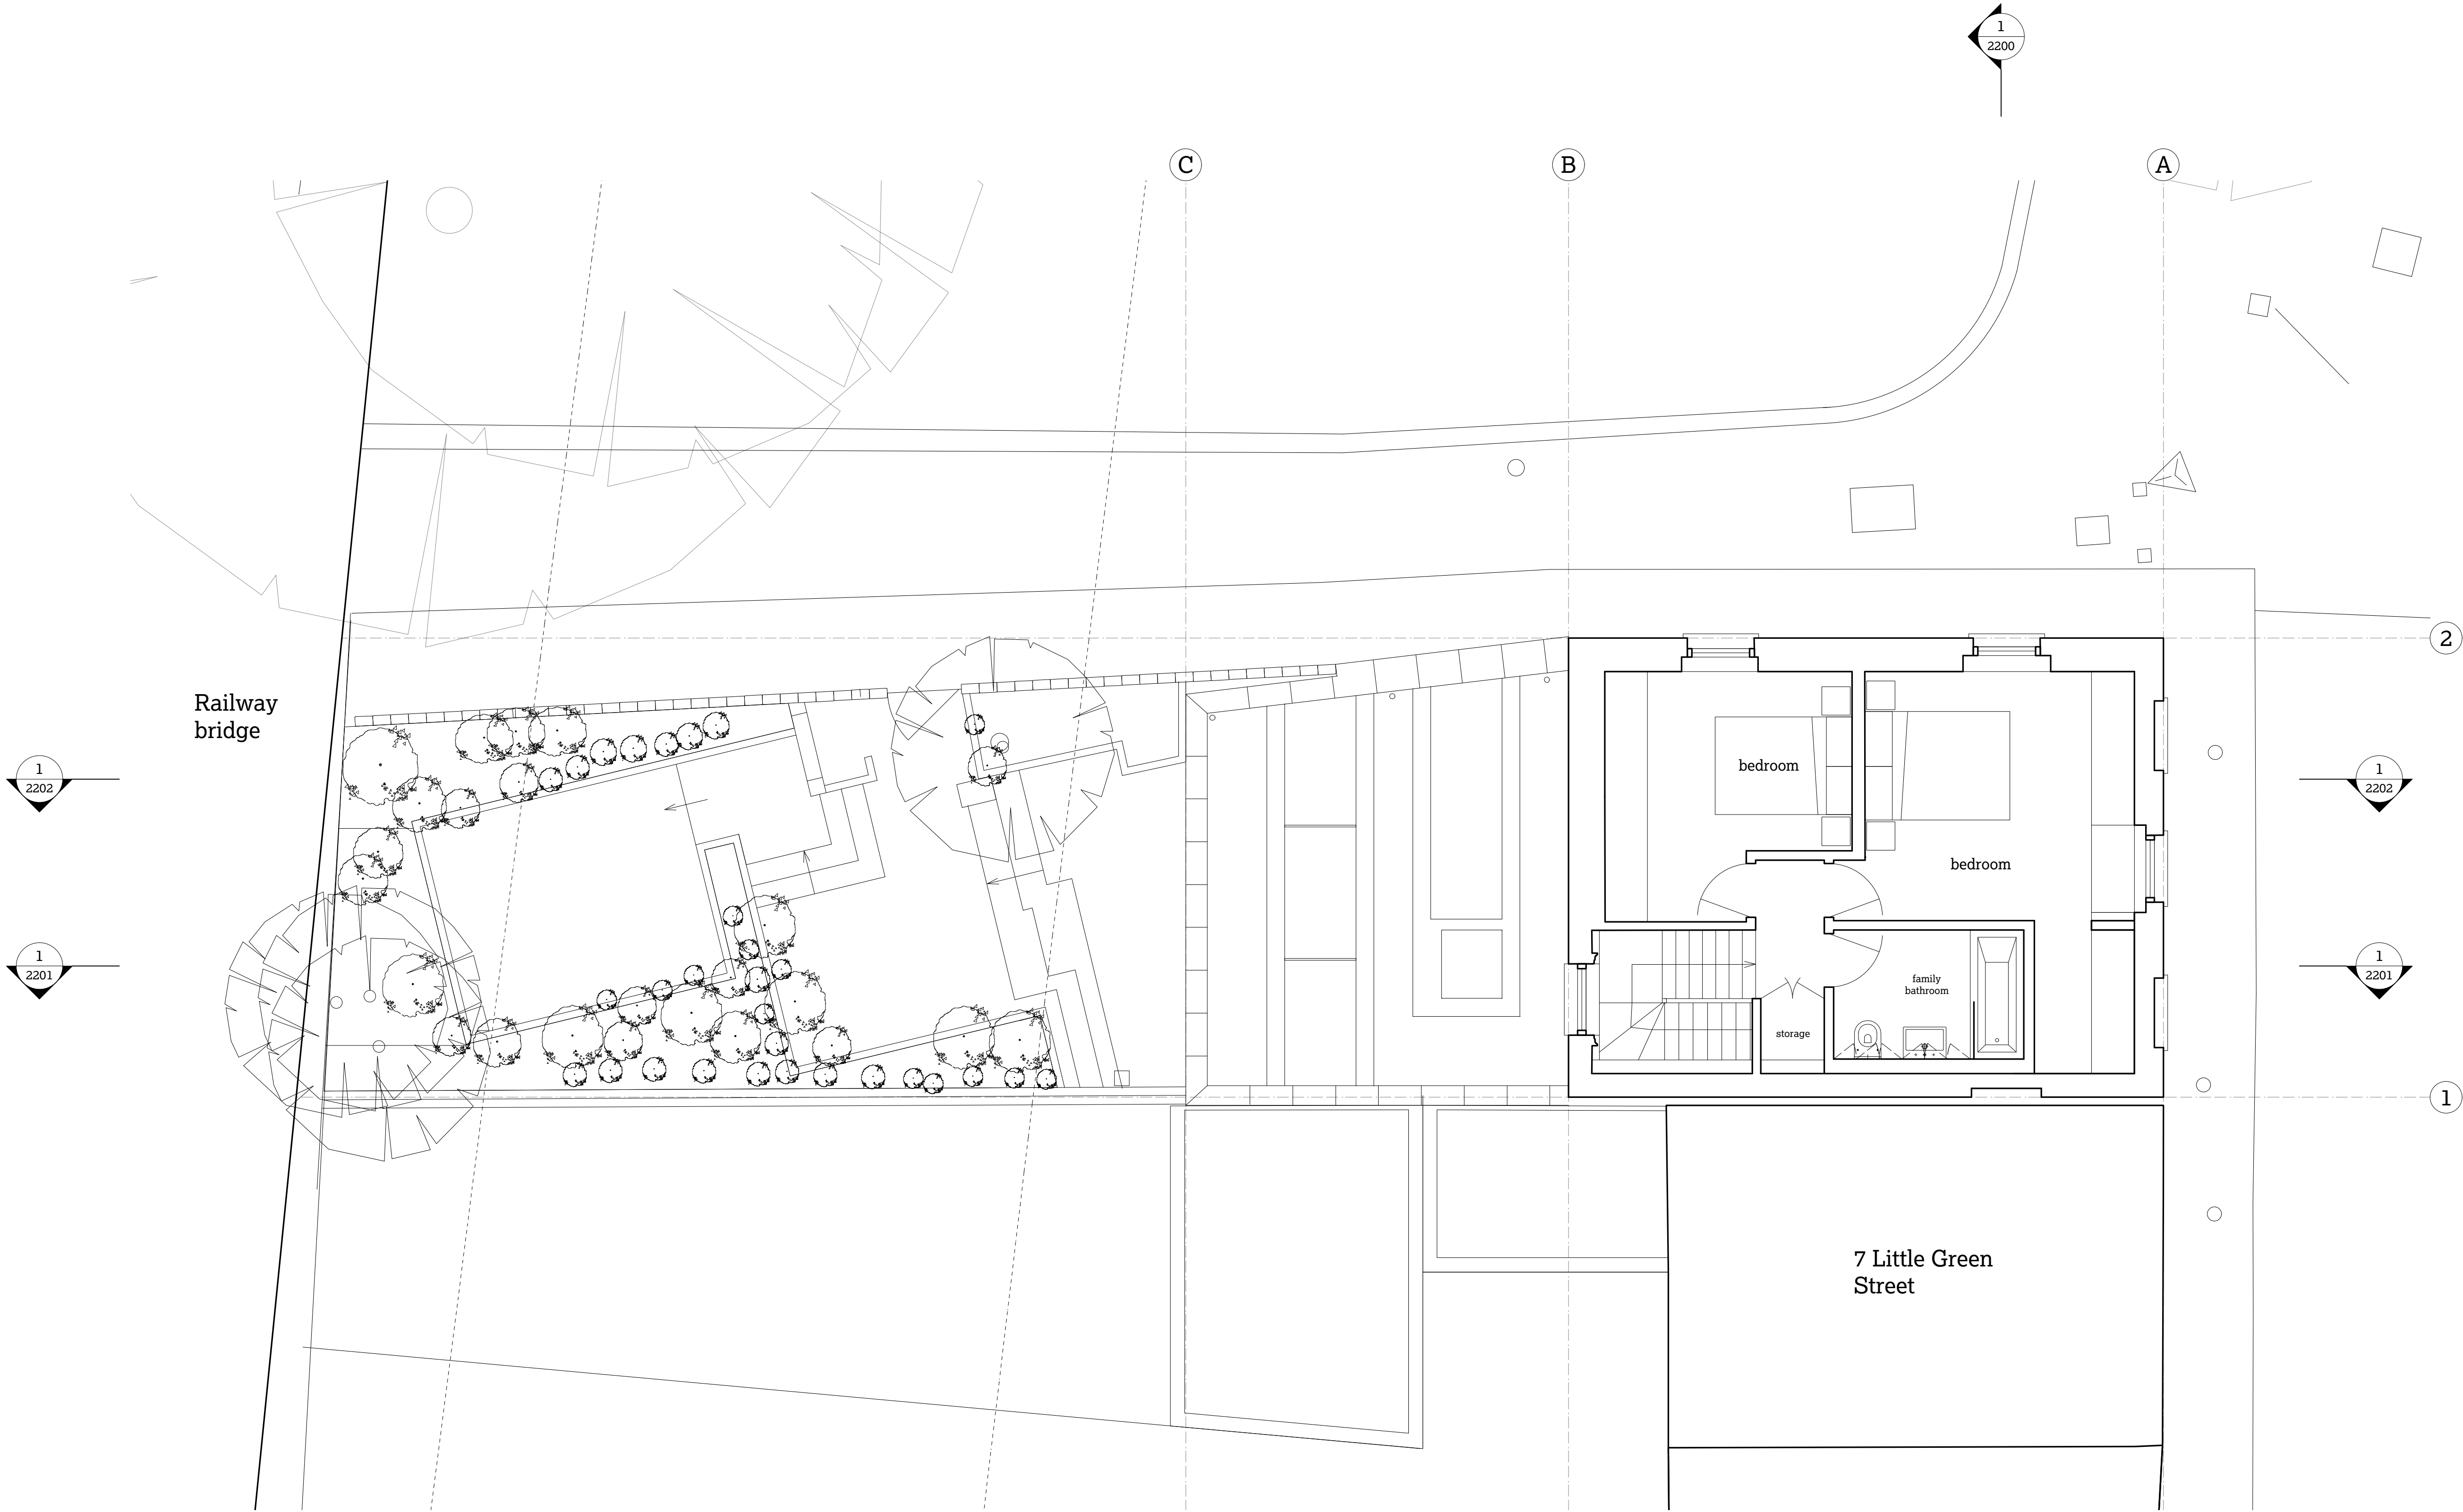 1
2200
C
B
A
2
Railway
bridge
1
2202
bedroom
1
2202
bedroom
1
2201
family
bathroom
1
2201
storage
1
7 Little Green
Street